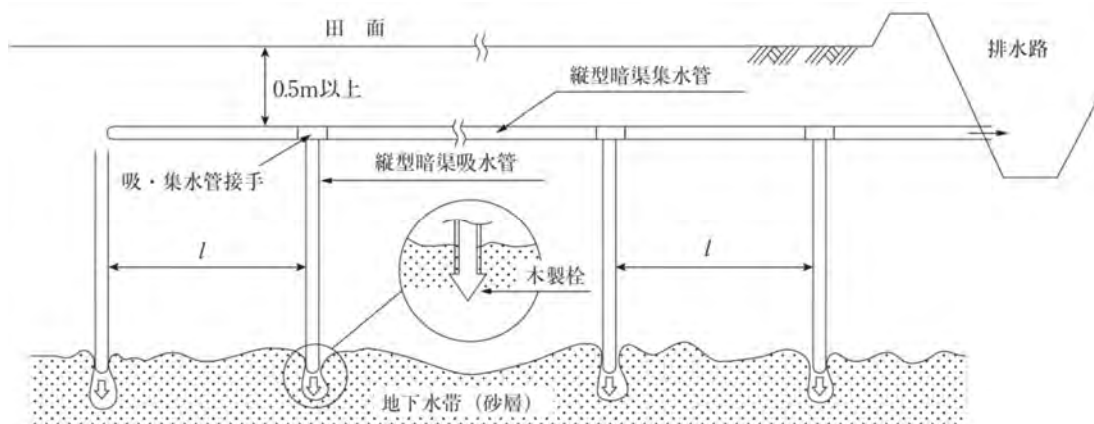 田 面
排水路
0.5m以上
縦型暗渠集水管
吸・集水管接手
縦型暗渠吸水管
l
l
木製栓
地下水帯（砂層）